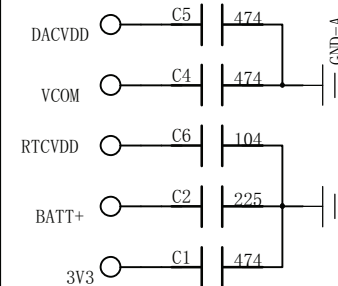 DACVDD C5 474
VCOM C4 474
GND-A
RTCVDD C6 104
BATT+ C2 225
3V3 C1 474